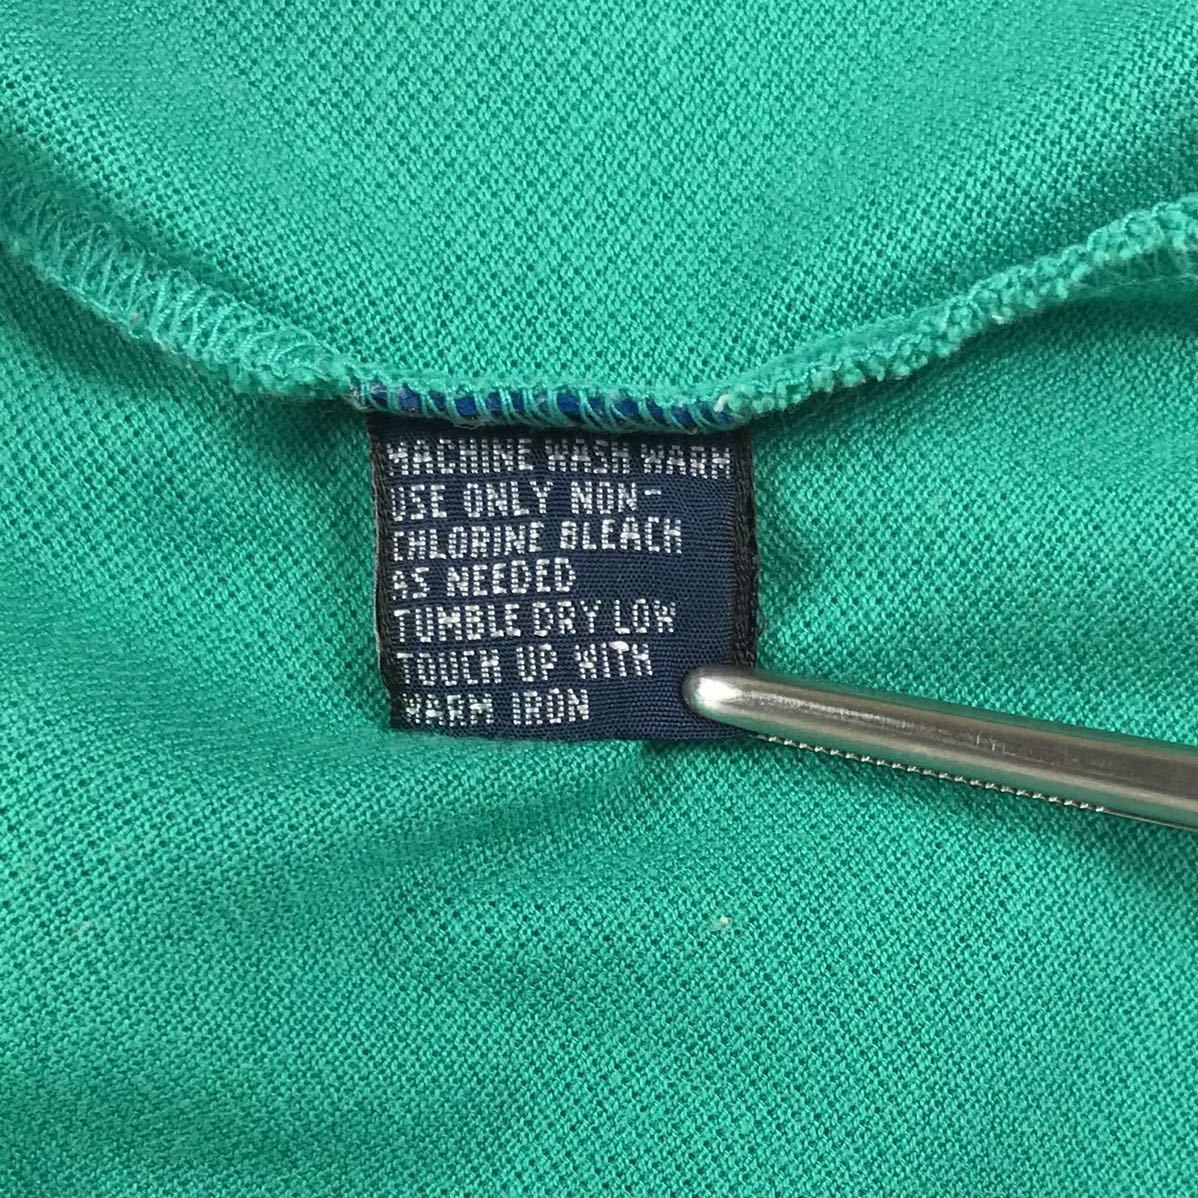 MACHINE WASH WARM
USE ONLY NON-
CHLORINE BLEACH
AS NEEDED
TUMBLE DRY LOW
TOUCH UP WITH
WARM IRON